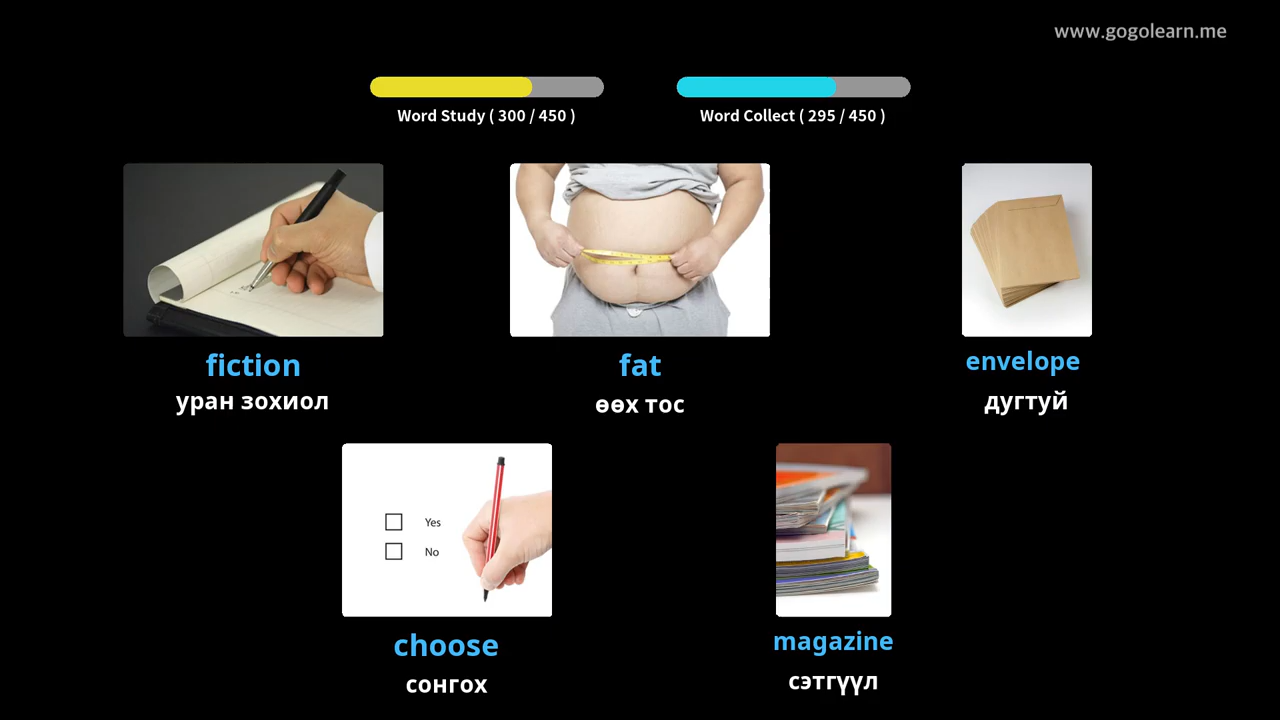 www.gogolearn.me
Word Study ( 300 / 450 )
Word Collect ( 295 / 450 )
fiction
уран зохиол
fat
өөх тос
envelope
дугтуй
Yes
No
choose
сонгох
magazine
сэтгүүл